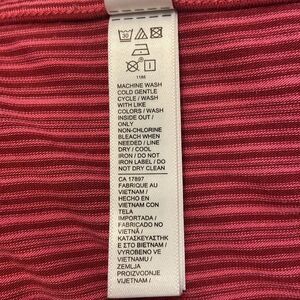 30
1186
MACHINE WASH
COLD GENTLE
CYCLE / WASH
WITH LIKE
COLORS / WASH
INSIDE OUT /
ONLY
NON-CHLORINE
BLEACH WHEN
NEEDED / LINE
DRY / COOL
IRON / DO NOT
IRON LABEL / DO
NOT DRY CLEAN
CA 17897
FABRIQUE AU
VIETNAM /
HECHO EN
VIETNAM CON
TELA
IMPORTADA /
FABRICADO NO
VIETNÃ /
ΚΑΤΑΣΚΕΥΑΣΤΗΚ
Ε ΣΤΟ ΒΙΕΤΝΑΜ /
VYROBENO VE
VIETNAMU /
ZEMLJA
PROIZVODNJE
VIJETNAM /